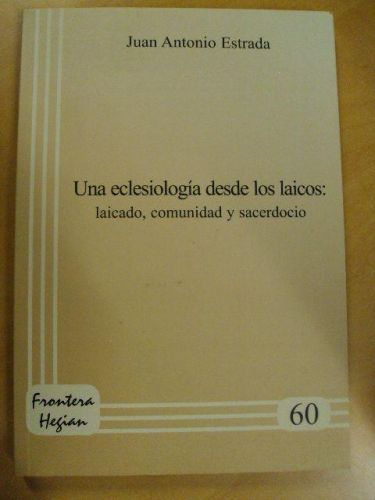 Juan Antonio Estrada
Una eclesiología desde los laicos:
laicado, comunidad y sacerdocio
Frontera
Hegian
60